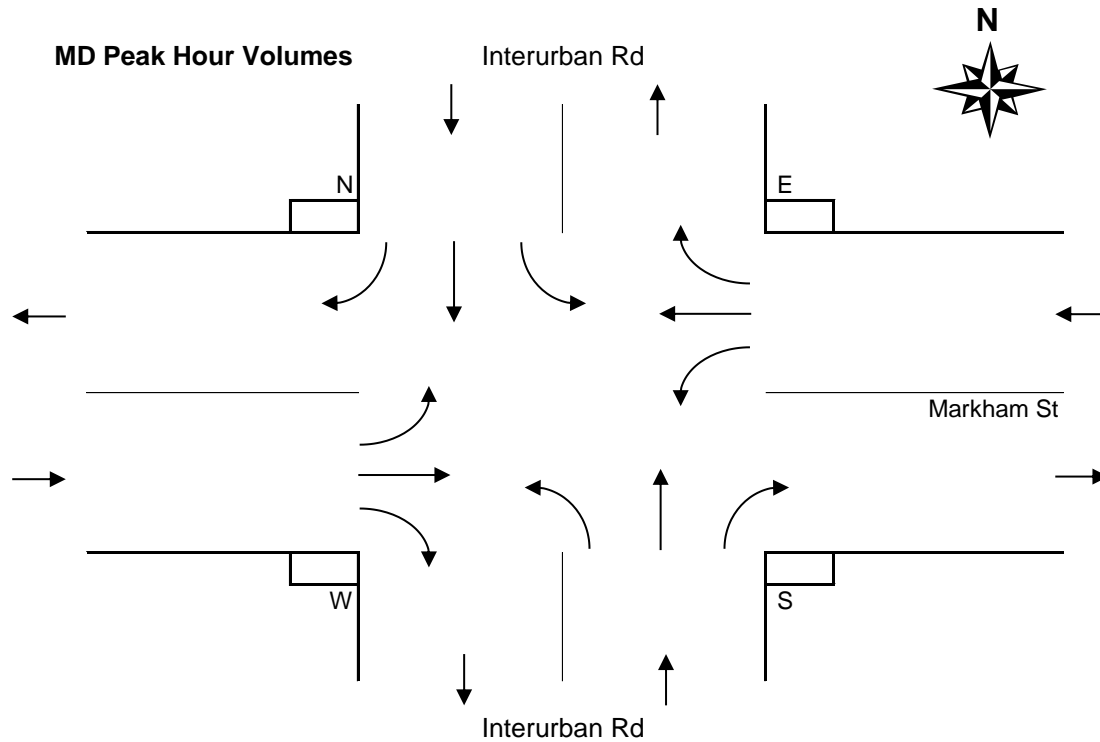 N
MD Peak Hour Volumes Interurban Rd
N E
Markham St
W S
Interurban Rd